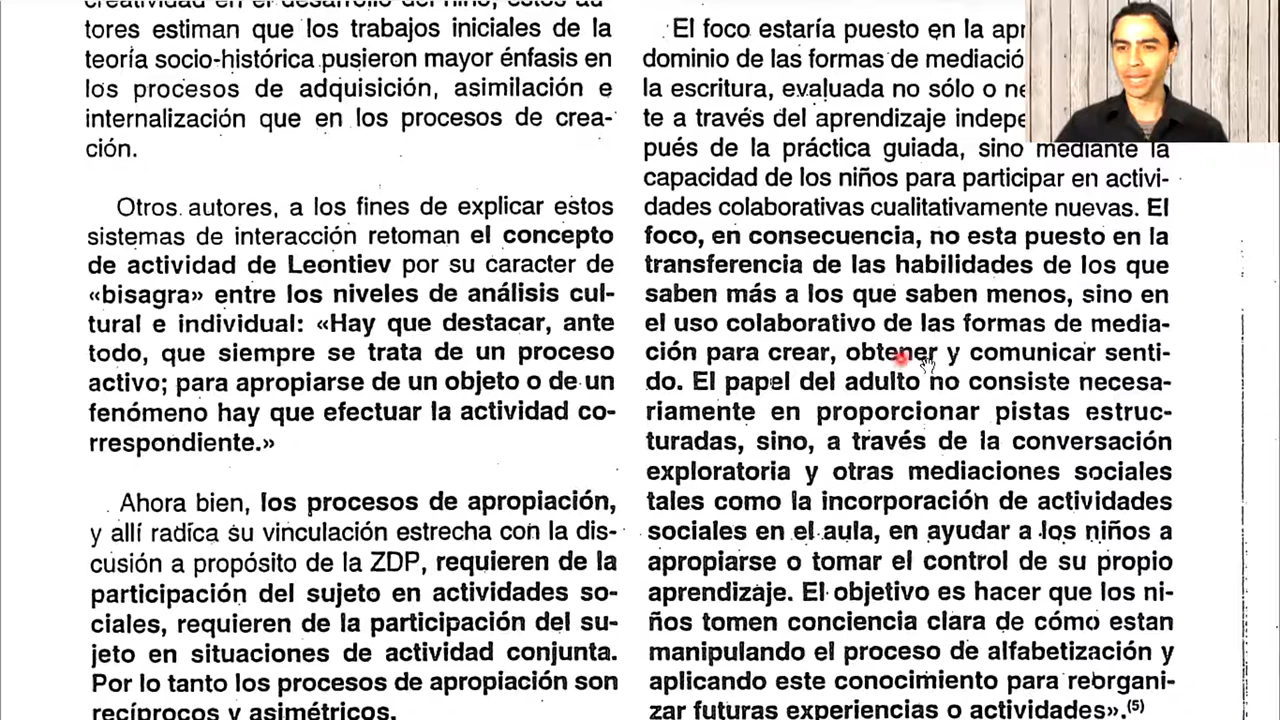 creatividad en el desarrollo del niño, estos au-
tores estiman que los trabajos iniciales de la
teoría socio-histórica pusieron mayor énfasis en
los procesos de adquisición, asimilación e
internalización que en los procesos de crea-
ción.
Otros autores, a los fines de explicar estos
sistemas de interacción retoman el concepto
de actividad de Leontiev por su caracter de
«bisagra» entre los niveles de análisis cul-
tural e individual: «Hay que destacar, ante
todo, que siempre se trata de un proceso
activo; para apropiarse de un objeto o de un
fenómeno hay que efectuar la actividad co-
rrespondiente.»
Ahora bien, los procesos de apropiación,
y allí radica su vinculación estrecha con la dis-
cusión a propósito de la ZDP, requieren de la
participación del sujeto en actividades so-
ciales, requieren de la participación del su-
jeto en situaciones de actividad conjunta.
Por lo tanto los procesos de apropiación son
recíprocos y asimétricos.
El foco estaría puesto en la apr
dominio de las formas de mediació
la escritura, evaluada no sólo o ne
te a través del aprendizaje indepe
pués de la práctica guiada, sino mediante la
capacidad de los niños para participar en activi-
dades colaborativas cualitativamente nuevas. El
foco, en consecuencia, no esta puesto en la
transferencia de las habilidades de los que
saben más a los que saben menos, sino en
el uso colaborativo de las formas de media-
ción para crear, obtener y comunicar senti-
do. El papel del adulto no consiste necesa-
riamente en proporcionar pistas estruc-
turadas, sino, a través de la conversación
exploratoria y otras mediaciones sociales
tales como la incorporación de actividades
sociales en el aula, en ayudar a los niños a
apropiarse o tomar el control de su propio
aprendizaje. El objetivo es hacer que los ni-
ños tomen conciencia clara de cómo estan
manipulando el proceso de alfabetización y
aplicando este conocimiento para reorgani-
zar futuras experiencias o actividades».(5)